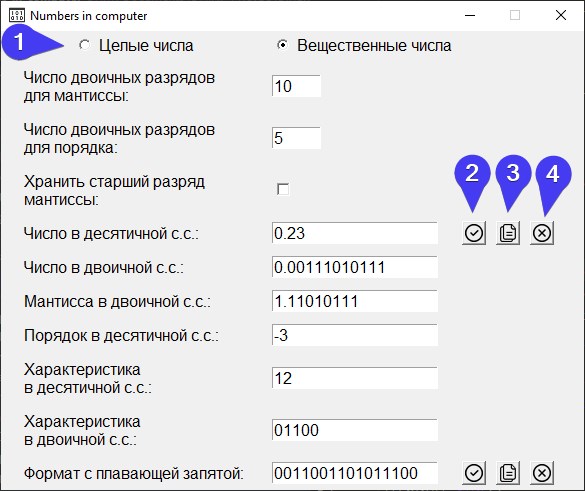 Numbers in computer
1 Целые числа Вещественные числа
Число двоичных разрядов
для мантиссы: 10
Число двоичных разрядов
для порядка: 5
2 3 4
Хранить старший разряд
мантиссы:
Число в десятичной с.с.: 0.23
Число в двоичной с.с.: 0.00111010111
Мантисса в двоичной с.с.: 1.11010111
Порядок в десятичной с.с.: -3
Характеристика
в десятичной с.с.: 12
Характеристика
в двоичной с.с.: 01100
Формат с плавающей запятой: 0011001101011100